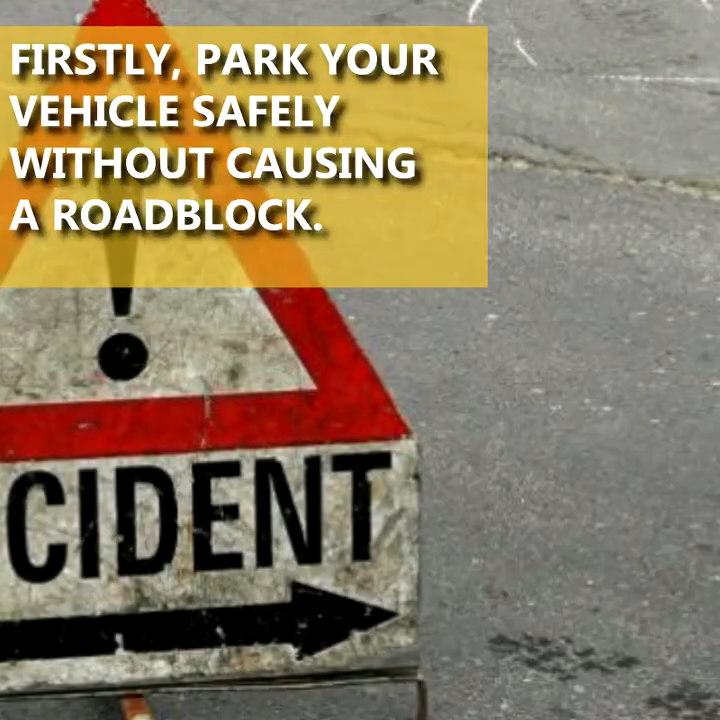 FIRSTLY, PARK YOUR
VEHICLE SAFELY
WITHOUT CAUSING
A ROADBLOCK.
!
CIDENT